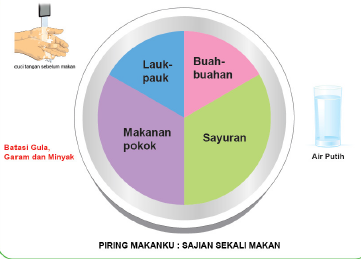 cuci tangan sebelum makan
Lauk-
pauk
Buah-
buahan
Makanan
pokok
Sayuran
Batasi Gula,
Garam dan Minyak
Air Putih
PIRING MAKANKU : SAJIAN SEKALI MAKAN